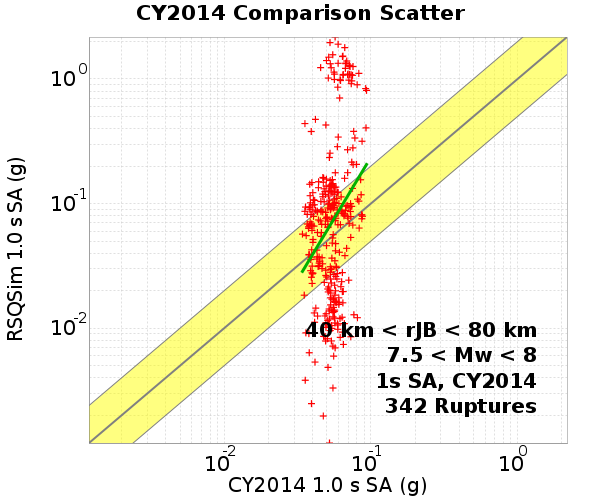 CY2014 Comparison Scatter
RSQSim 1.0 s SA (g)
10^0
10^-1
10^-2
40 km < rJB < 80 km
7.5 < Mw < 8
1s SA, CY2014
342 Ruptures
10^-2 10^-1 10^0
CY2014 1.0 s SA (g)